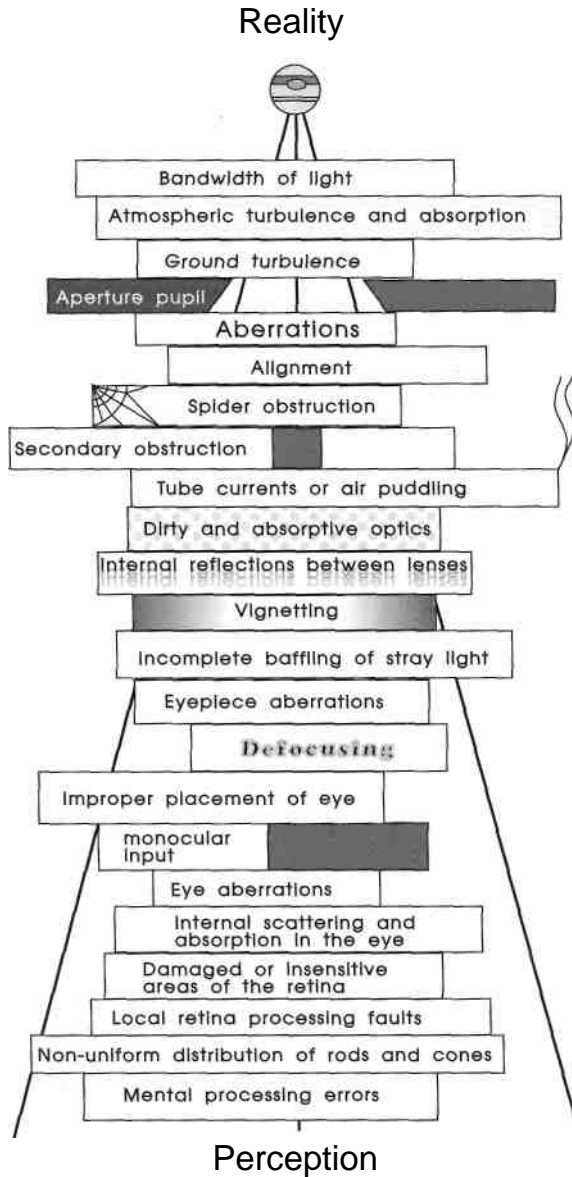 Reality
Bandwidth of light
Atmospheric turbulence and absorption
Ground turbulence
Aperture pupil
Aberrations
Alignment
Spider obstruction
Secondary obstruction
Tube currents or air puddling
Dirty and absorptive optics
Internal reflections between lenses
Vignetting
Incomplete baffling of stray light
Eyepiece aberrations
Defocusing
Improper placement of eye
monocular
input
Eye aberrations
Internal scattering and
absorption in the eye
Damaged or insensitive
areas of the retina
Local retina processing faults
Non-uniform distribution of rods and cones
Mental processing errors
Perception